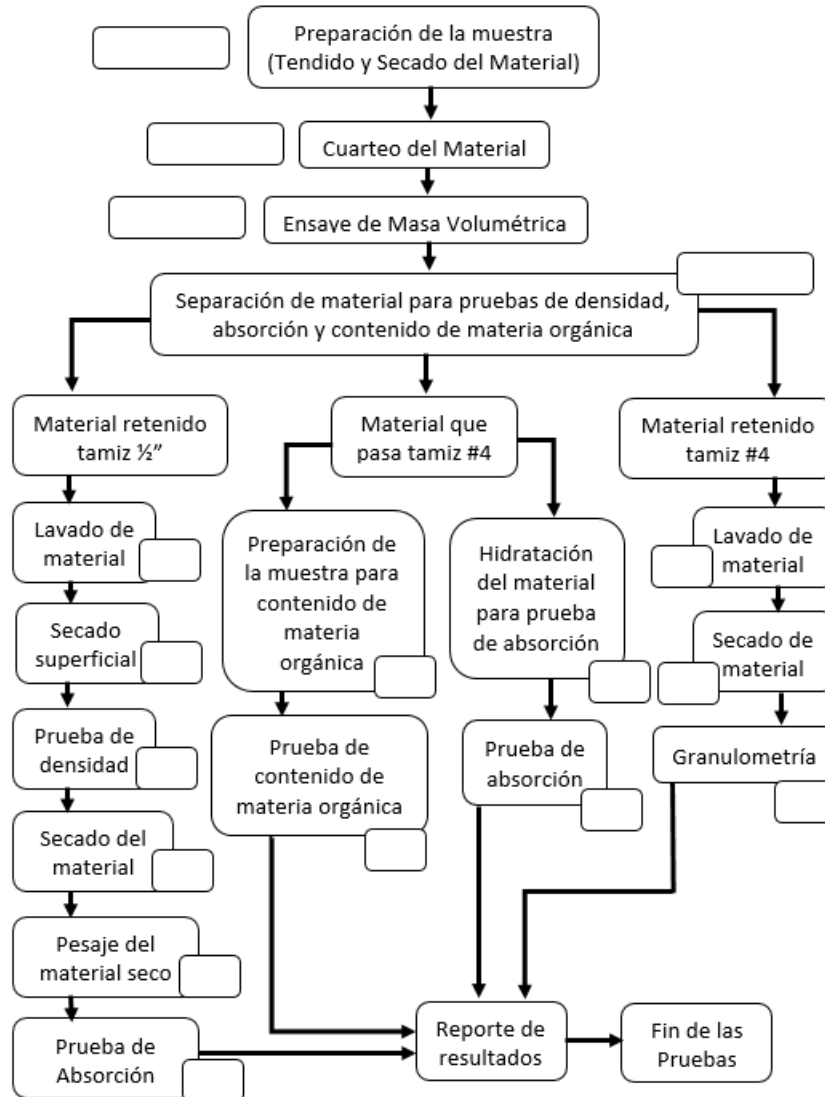 Preparación de la muestra
(Tendido y Secado del Material)
Cuarteo del Material
Ensaye de Masa Volumétrica
Separación de material para pruebas de densidad,
absorción y contenido de materia orgánica
Material retenido
tamiz ½”
Material que
pasa tamiz #4
Material retenido
tamiz #4
Lavado de
material
Preparación de
la muestra para
contenido de
materia
orgánica
Hidratación
del material
para prueba
de absorción
Lavado de
material
Secado
superficial
Secado de
material
Prueba de
densidad
Prueba de
contenido de
materia orgánica
Prueba de
absorción
Granulometría
Secado del
material
Pesaje del
material seco
Prueba de
Absorción
Reporte de
resultados
Fin de las
Pruebas